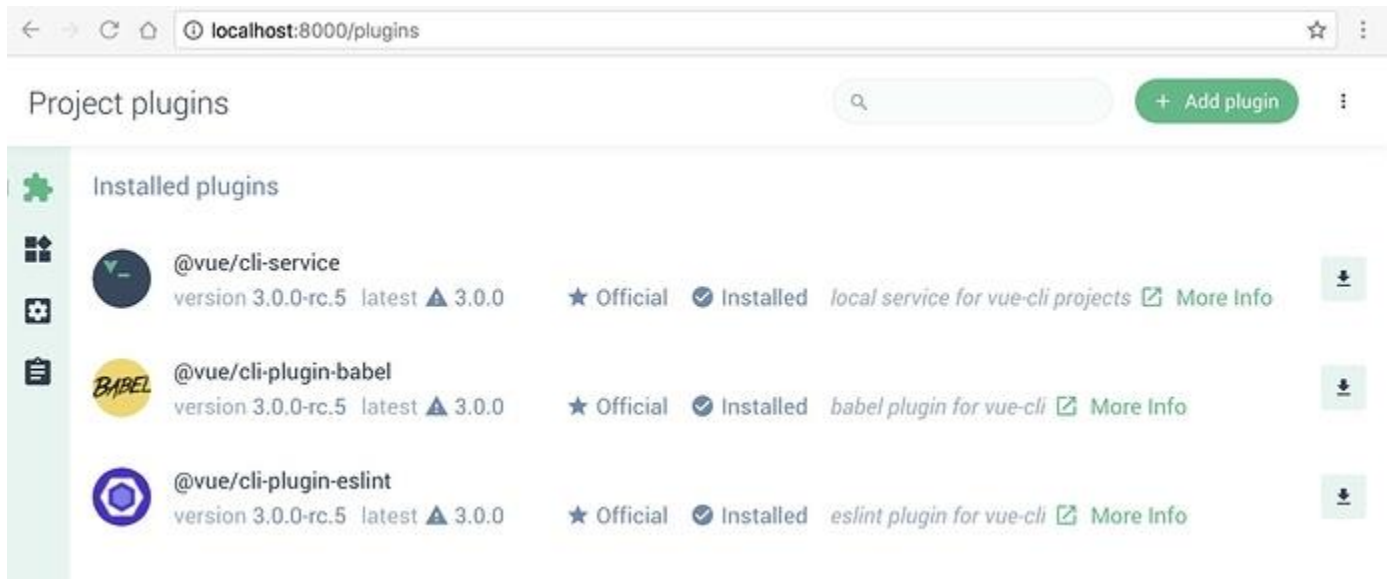 localhost:8000/plugins
Project plugins
+ Add plugin
Installed plugins
@vue/cli-service
version 3.0.0-rc.5 latest 3.0.0 Official Installed local service for vue-cli projects More Info
BABEL
@vue/cli-plugin-babel
version 3.0.0-rc.5 latest 3.0.0 Official Installed babel plugin for vue-cli More Info
@vue/cli-plugin-eslint
version 3.0.0-rc.5 latest 3.0.0 Official Installed eslint plugin for vue-cli More Info